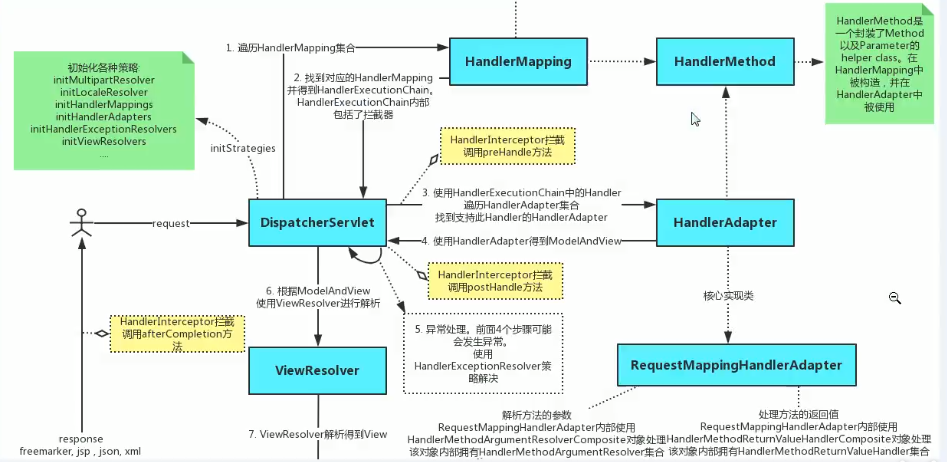 1. 遍历HandlerMapping集合
HandlerMapping
HandlerMethod
HandlerMethod是
一个封装了Method
以及Parameter的
helper class。在
HandlerMapping中
被构造，并在
HandlerAdapter中
被使用
初始化各种策略
initMultipartResolver
initLocaleResolver
initHandlerMappings
initHandlerAdapters
initHandlerExceptionResolvers
initViewResolvers
....
2. 找到对应的HandlerMapping
并得到HandlerExecutionChain。
HandlerExecutionChain内部
包括了拦截器
initStrategies
HandlerInterceptor拦截
调用preHandle方法
3. 使用HandlerExecutionChain中的Handler
遍历HandlerAdapter集合
找到支持此Handler的HandlerAdapter
request
DispatcherServlet
HandlerAdapter
4. 使用HandlerAdapter得到ModelAndView
HandlerInterceptor拦截
调用postHandle方法
6. 根据ModelAndView
使用ViewResolver进行解析
核心实现类
HandlerInterceptor拦截
调用afterCompletion方
法
5. 异常处理。前面4个步骤可能
会发生异常。
使用
HandlerExceptionResolver策
略解决
ViewResolver
RequestMappingHandlerAdapter
解析方法的参数
RequestMappingHandlerAdapter内部使用
HandlerMethodArgumentResolverComposite对象处理
该对象内部拥有HandlerMethodArgumentResolver集合
处理方法的返回值
RequestMappingHandlerAdapter内部使用
HandlerMethodReturnValueHandlerComposite对象处理
该对象内部拥有HandlerMethodReturnValueHandler集合
7. ViewResolver解析得到View
response
freemarker, jsp , json, xml